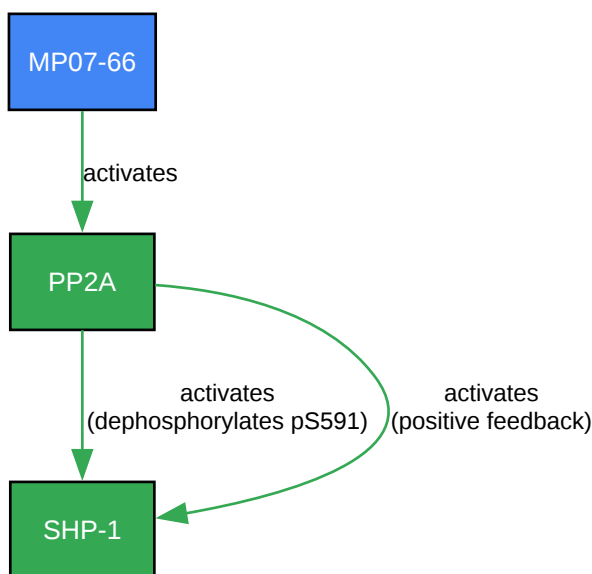 MP07-66
activates
PP2A
activates
(dephosphorylates pS591)
activates
(positive feedback)
SHP-1